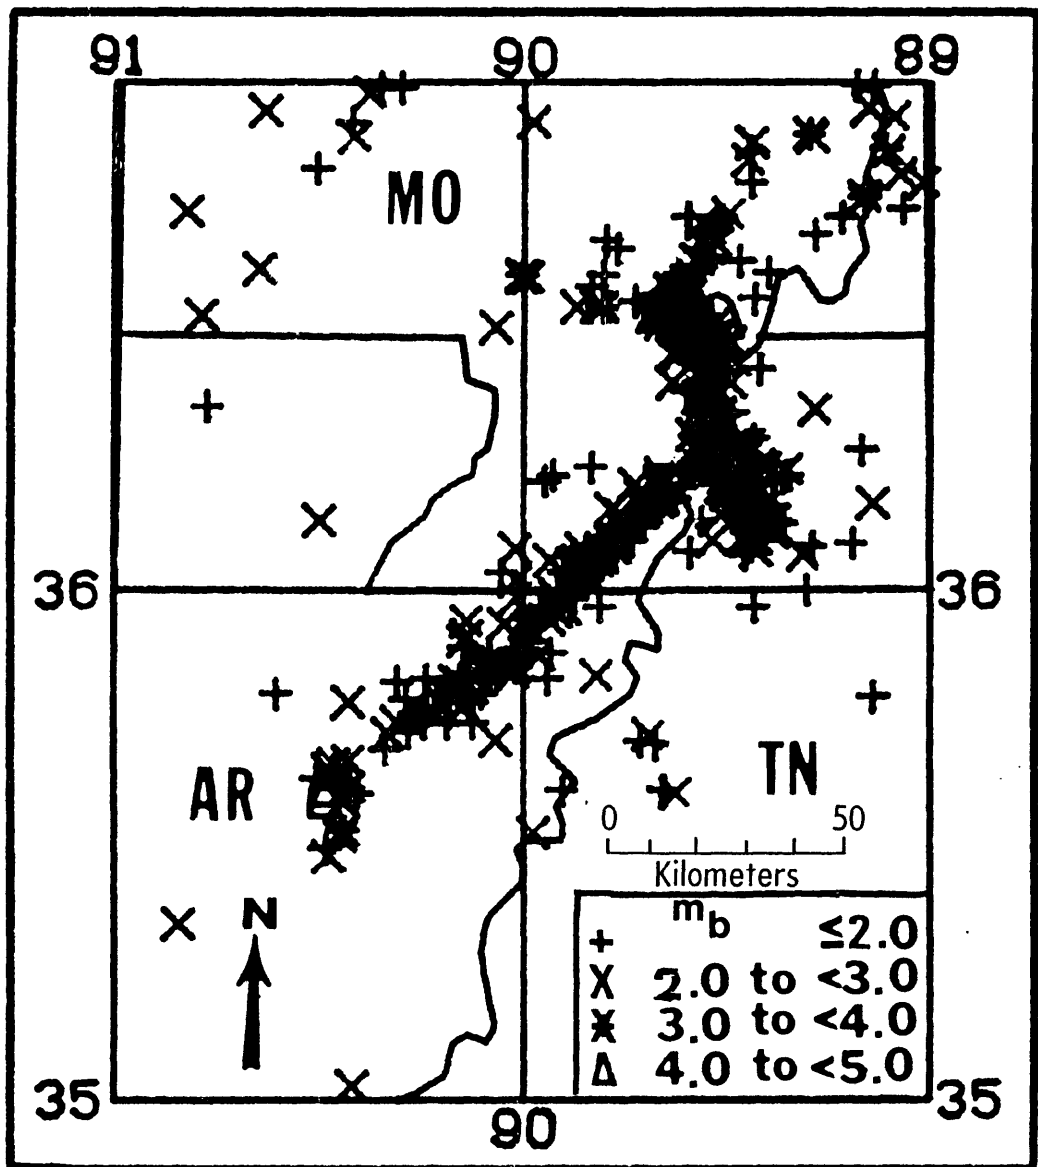 91 90 89
MO
36 36
AR TN
0 50
Kilometers
N
m_b
+ ≤2.0
X 2.0 to <3.0
Ӿ 3.0 to <4.0
Δ 4.0 to <5.0
35 90 35